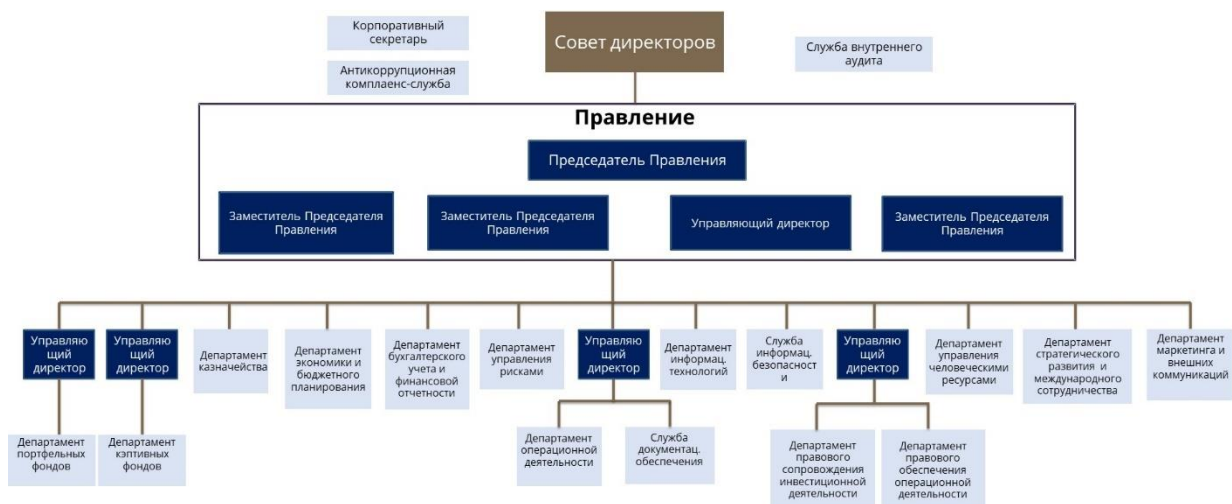 Корпоративный
секретарь
Антикоррупционная
комплаенс-служба
Совет директоров
Служба внутреннего
аудита
Правление
Председатель Правления
Заместитель Председателя
Правления
Заместитель Председателя
Правления
Управляющий директор
Заместитель Председателя
Правления
Управляю
щий
директор
Управляю
щий
директор
Департамент
казначейства
Департамент
экономики и
бюджетного
планирования
Департамент
бухгалтерского
учета и
финансовой
отчетности
Департамент
управления
рисками
Управляю
щий
директор
Департамент
информац.
технологий
Служба
информац.
безопасност
и
Управляю
щий
директор
Департамент
управления
человеческими
ресурсами
Департамент
стратегического
развития и
международного
сотрудничества
Департамент
маркетинга и
внешних
коммуникаций
Департамент
портфельных
фондов
Департамент
кэптивных
фондов
Департамент
операционной
деятельности
Служба
документац.
обеспечения
Департамент
правового
сопровождения
инвестиционной
деятельности
Департамент
правового
обеспечения
операционной
деятельности